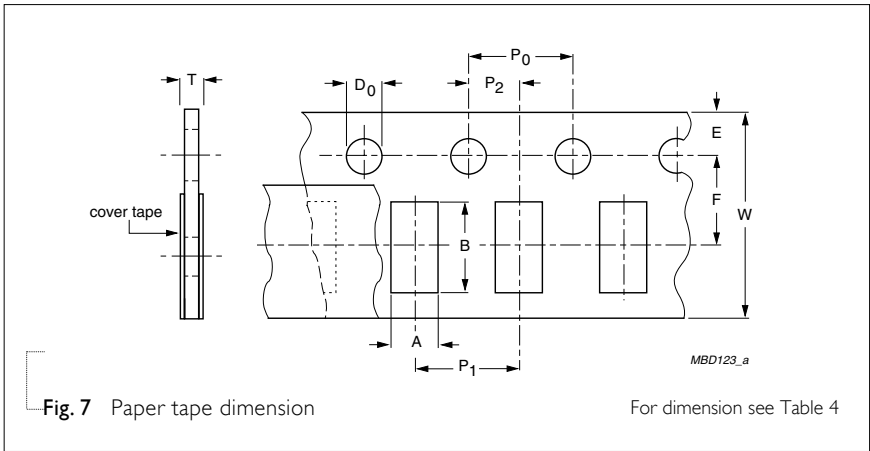 P0
T
D0
P2
E
cover tape
F
W
B
A
P1
MBD123_a
Fig. 7 Paper tape dimension
For dimension see Table 4